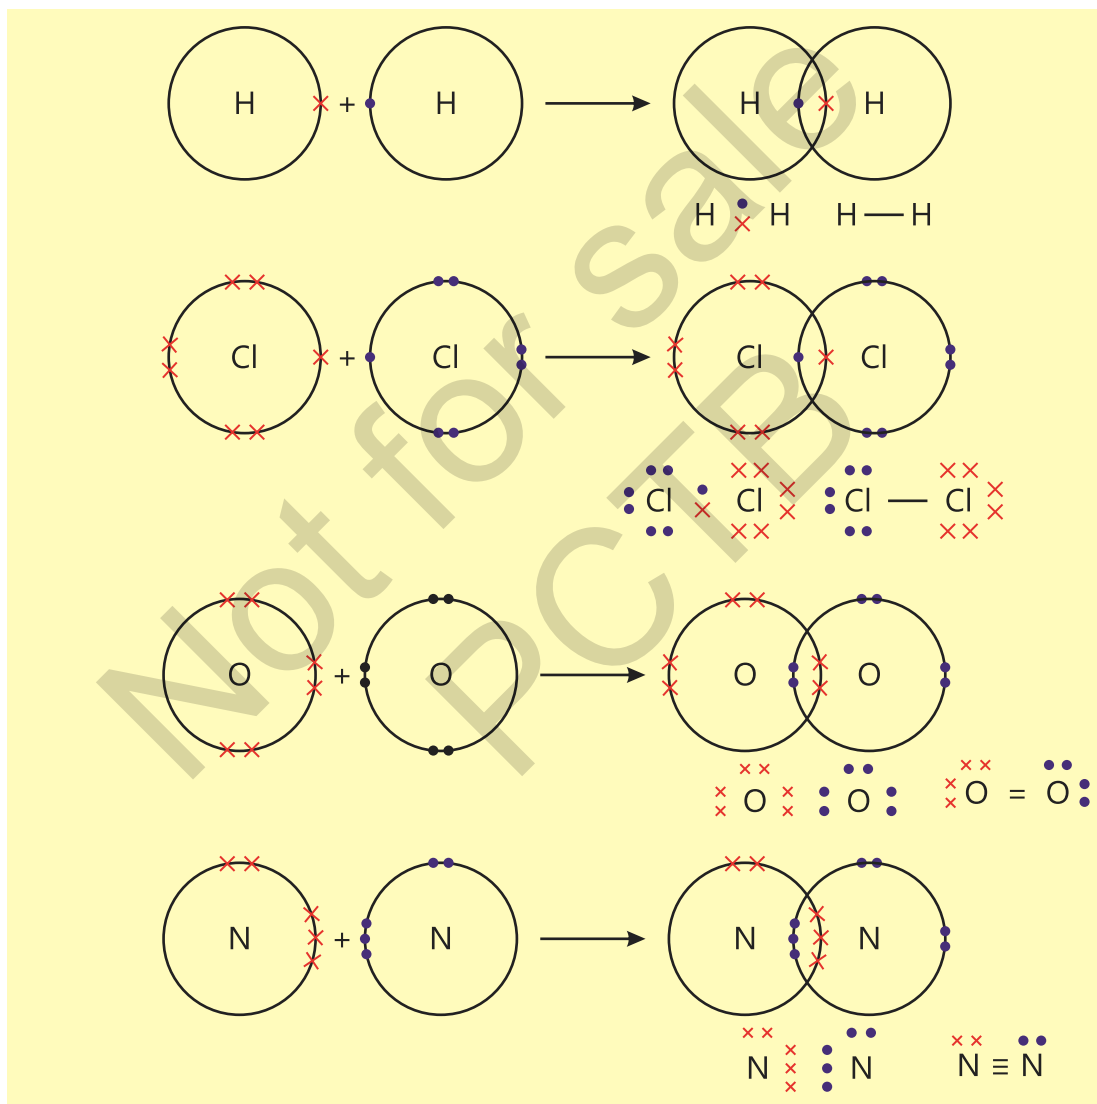 H + H → H H
H H H — H
Cl + Cl → Cl Cl
Cl Cl Cl — Cl
O + O → O O
O O O = O
N + N → N N
N N N ≡ N
Not for sale
PCTB